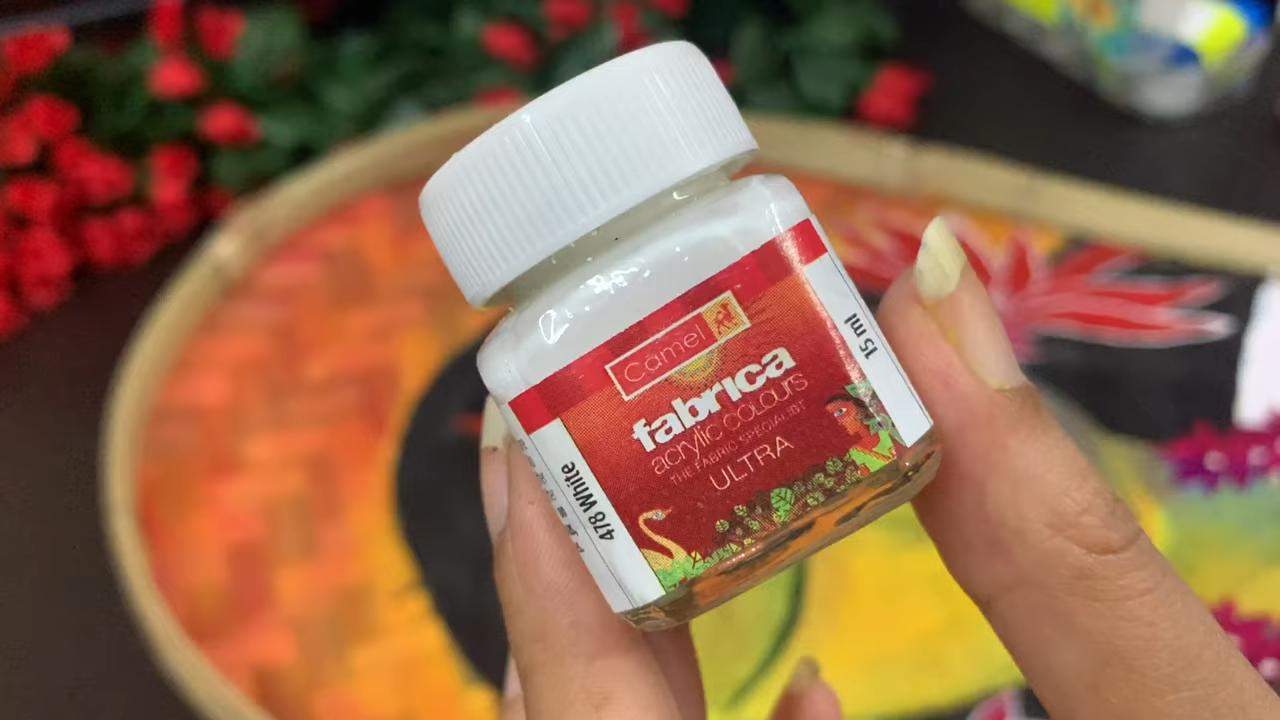 Camel
fabrica
acrylic colours
THE FABRIC SPECIALIST
ULTRA
478 White
15 ml